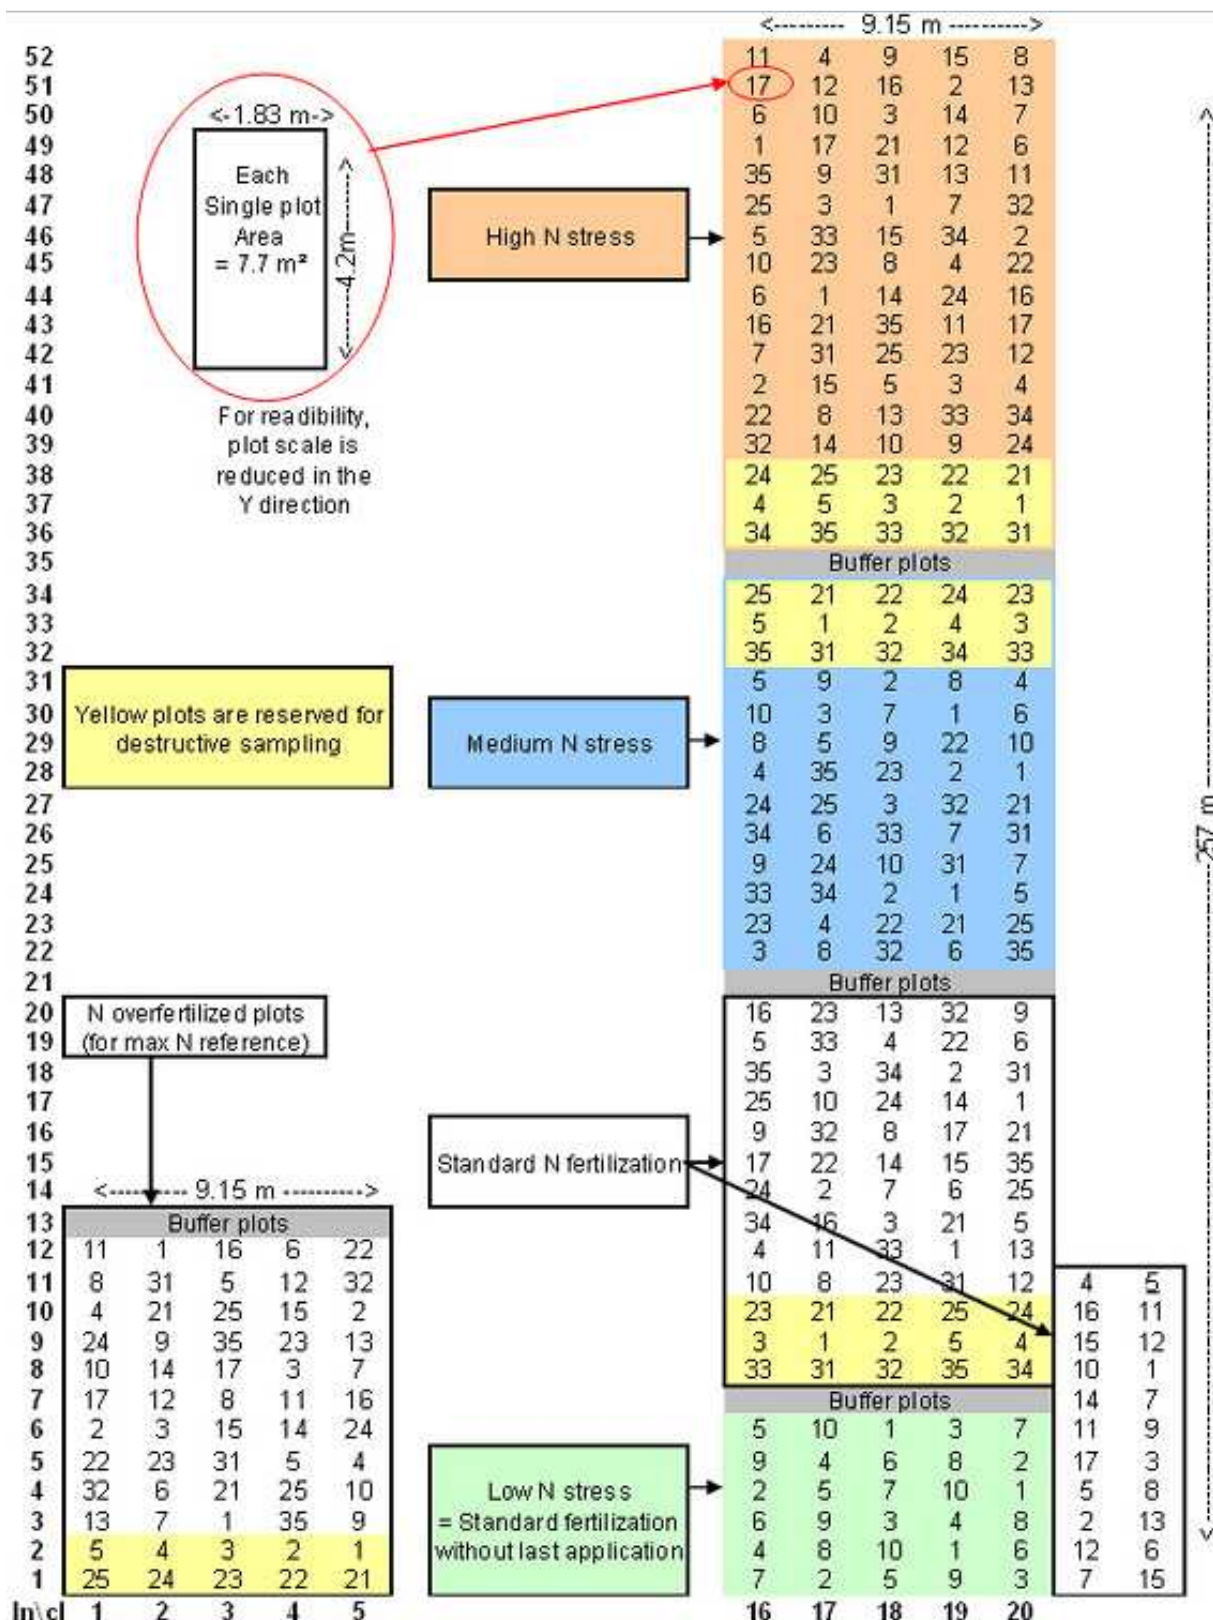 <--------- 9.15 m ---------->
52 11 4 9 15 8
51 17 12 16 2 13
50 <-1.83 m-> 6 10 3 14 7
49 1 17 21 12 6
48 Each 35 9 31 13 11
47 Single plot 25 3 1 7 32
46 Area High N stress 5 33 15 34 2
45 = 7.7 m² 10 23 8 4 22
<-----4.2m----->
44 6 1 14 24 16
43 16 21 35 11 17
42 7 31 25 23 12
41 2 15 5 3 4
40 For readibility, 22 8 13 33 34
39 plot scale is 32 14 10 9 24
38 reduced in the 24 25 23 22 21
37 Y direction 4 5 3 2 1
36 34 35 33 32 31
35 Buffer plots
34 25 21 22 24 23
33 5 1 2 4 3
32 35 31 32 34 33
31 5 9 2 8 4
30 Yellow plots are reserved for 10 3 7 1 6
29 destructive sampling Medium N stress 8 5 9 22 10
28 4 35 23 2 1
27 24 25 3 32 21
257 m
26 34 6 33 7 31
25 9 24 10 31 7
24 33 34 2 1 5
23 23 4 22 21 25
22 3 8 32 6 35
21 Buffer plots
20 N overfertilized plots 16 23 13 32 9
19 (for max N reference) 5 33 4 22 6
18 35 3 34 2 31
17 25 10 24 14 1
16 9 32 8 17 21
15 Standard N fertilization 17 22 14 15 35
14 <--------- 9.15 m ----------> 24 2 7 6 25
13 Buffer plots 34 16 3 21 5
12 11 1 16 6 22 4 11 33 1 13
11 8 31 5 12 32 10 8 23 31 12 4 5
10 4 21 25 15 2 23 21 22 25 24 16 11
9 24 9 35 23 13 3 1 2 5 4 15 12
8 10 14 17 3 7 33 31 32 35 34 10 1
7 17 12 8 11 16 Buffer plots 14 7
6 2 3 15 14 24 5 10 1 3 7 11 9
5 22 23 31 5 4 9 4 6 8 2 17 3
4 32 6 21 25 10 Low N stress 2 5 7 10 1 5 8
3 13 7 1 35 9 = Standard fertilization 6 9 3 4 8 2 13
2 5 4 3 2 1 without last application 4 8 10 1 6 12 6
1 25 24 23 22 21 7 2 5 9 3 7 15
ln\cl 1 2 3 4 5 16 17 18 19 20